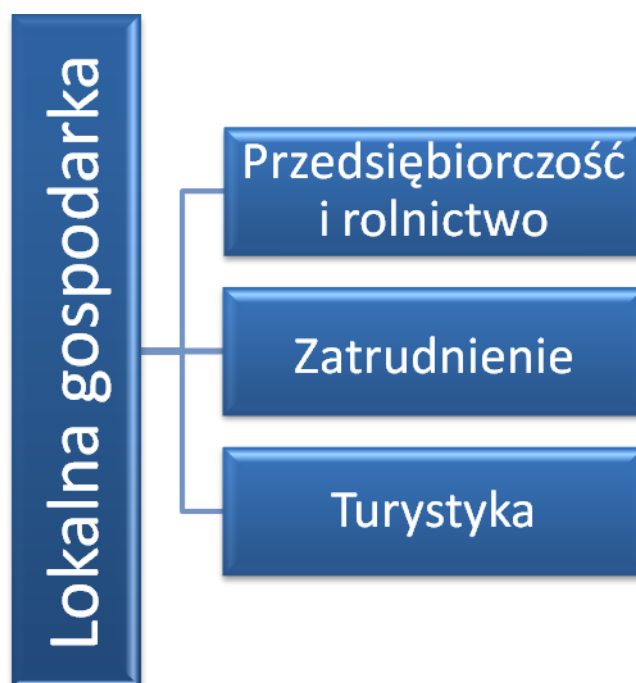 Lokalna gospodarka
Przedsiębiorczość
i rolnictwo
Zatrudnienie
Turystyka